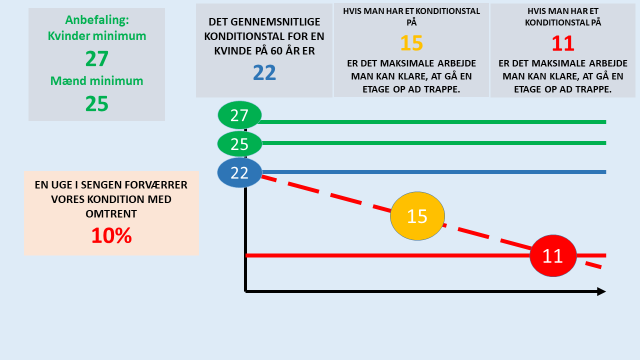 Anbefaling:
Kvinder minimum
27
Mænd minimum
25
DET GENNEMSNITLIGE
KONDITIONSTAL FOR EN
KVINDE PÅ 60 ÅR ER
22
HVIS MAN HAR ET KONDITIONSTAL
PÅ
15
ER DET MAKSIMALE ARBEJDE
MAN KAN KLARE, AT GÅ EN
ETAGE OP AD TRAPPE.
HVIS MAN HAR ET
KONDITIONSTAL PÅ
11
ER DET MAKSIMALE ARBEJDE
MAN KAN KLARE, AT GÅ EN
ETAGE OP AD TRAPPE.
EN UGE I SENGEN FORVÆRRER
VORES KONDITION MED
OMTRENT
10%
27
25
22
15
11